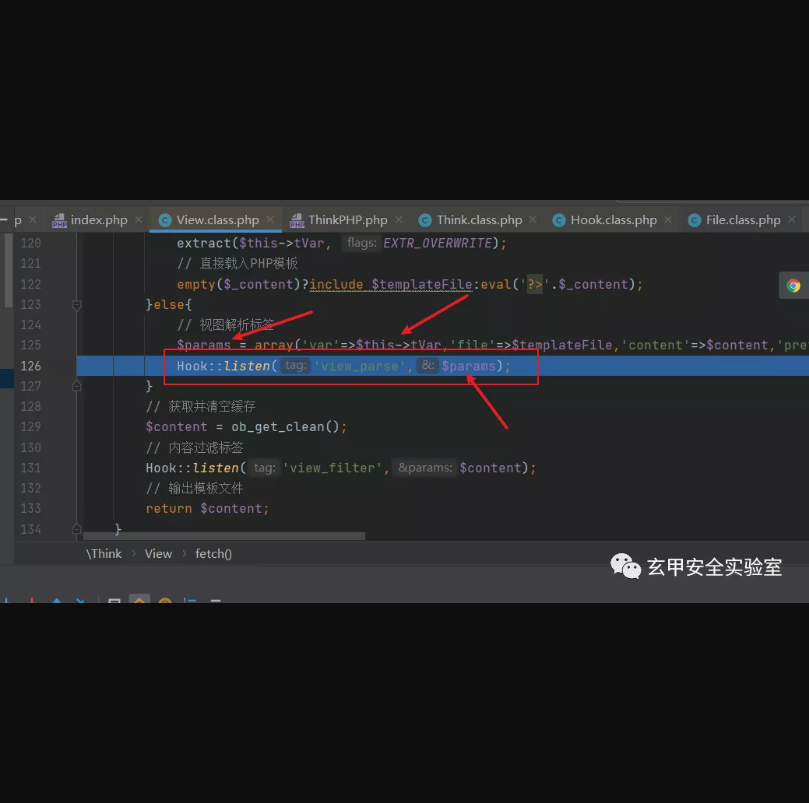 p × index.php × View.class.php × ThinkPHP.php × Think.class.php × Hook.class.php × File.class.php ×
120 extract($this->tVar, flags: EXTR_OVERWRITE);
121 // 直接载入PHP模板
122 empty($_content)?include $templateFile:eval('?>'.$_content);
123 }else{
124 // 视图解析标签
125 $params = array('var'=>$this->tVar,'file'=>$templateFile,'content'=>$content,'pre
126 Hook::listen( tag: 'view_parse', &: $params);
127 }
128 // 获取并清空缓存
129 $content = ob_get_clean();
130 // 内容过滤标签
131 Hook::listen( tag: 'view_filter', &params: $content);
132 // 输出模板文件
133 return $content;
134 }
\Think › View › fetch()
玄甲安全实验室